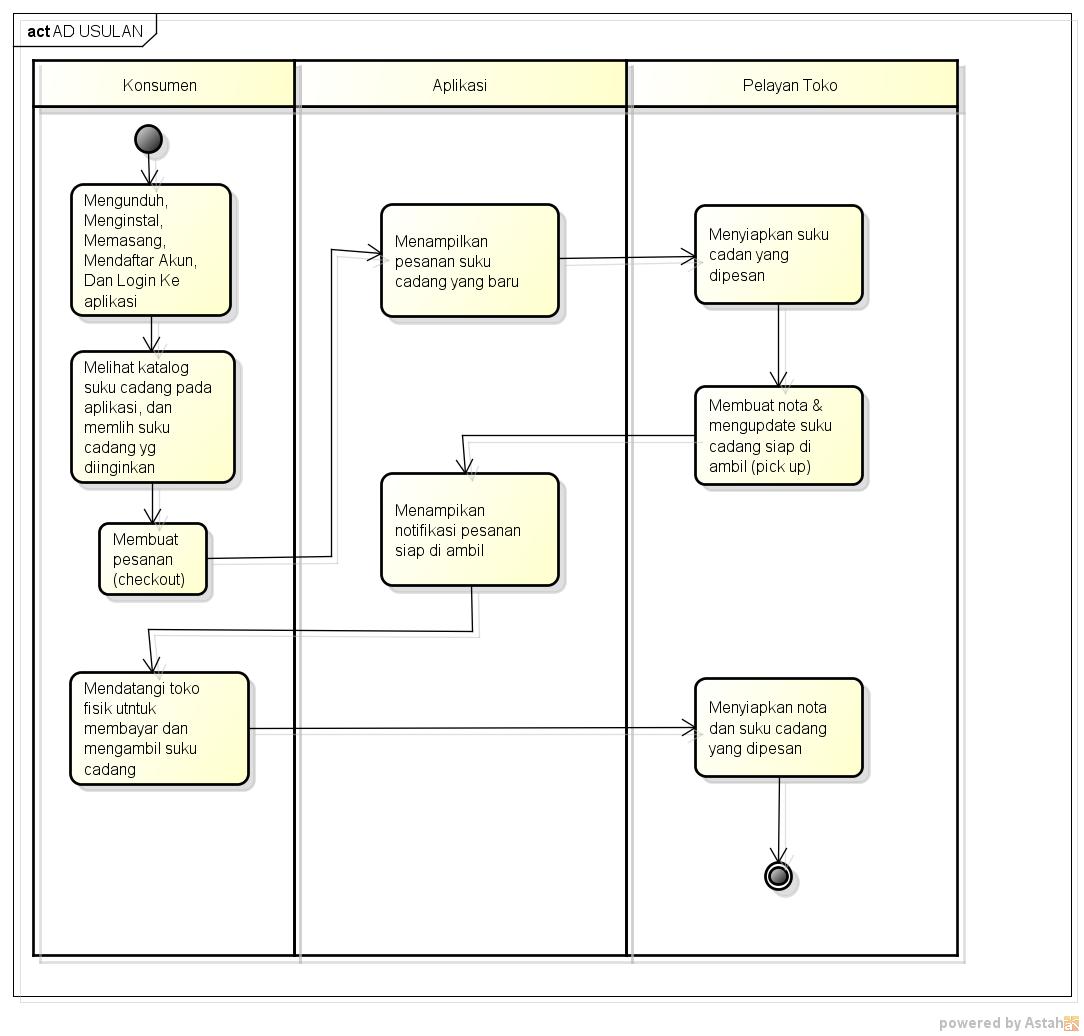 act AD USULAN
Konsumen
Aplikasi
Pelayan Toko
Mengunduh,
Menginstal,
Memasang,
Mendaftar Akun,
Dan Login Ke
aplikasi
Melihat katalog
suku cadang pada
aplikasi, dan
memlih suku
cadang yg
diinginkan
Membuat
pesanan
(checkout)
Menampilkan
pesanan suku
cadang yang baru
Menyiapkan suku
cadan yang
dipesan
Membuat nota &
mengupdate suku
cadang siap di
ambil (pick up)
Menampikan
notifikasi pesanan
siap di ambil
Mendatangi toko
fisik utntuk
membayar dan
mengambil suku
cadang
Menyiapkan nota
dan suku cadang
yang dipesan
powered by Astah